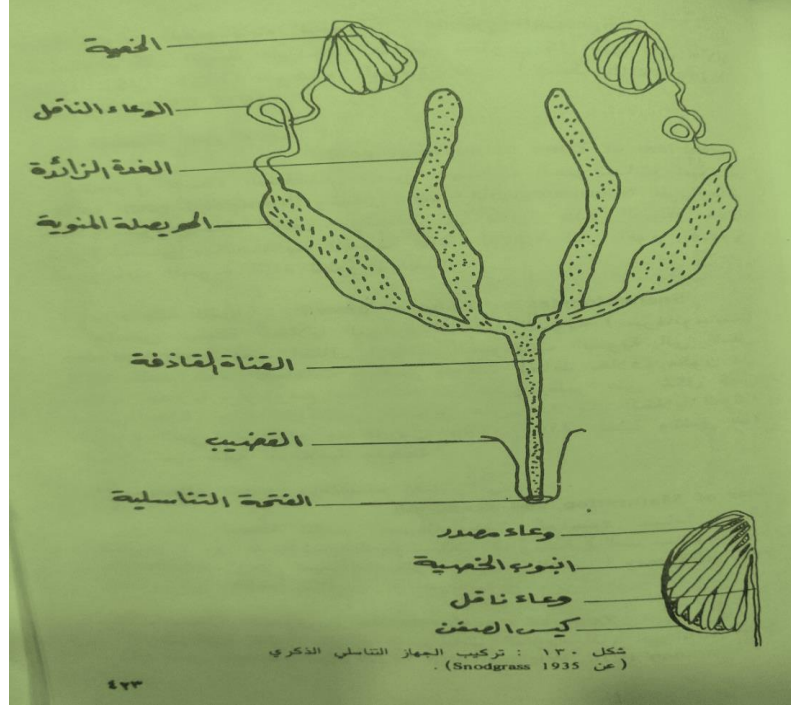 الخصية
الوعاء الناقل
الغدة الزائدة
الحويصلة المنوية
القناة القاذفة
القضيب
الفتحة التناسلية
وعاء مصدر
انبوب الخصية
وعاء ناقل
كيس الصفن
شكل ١٣٠ : تركيب الجهاز التناسلي الذكري
(عن Snodgrass 1935) .
٤٢٣